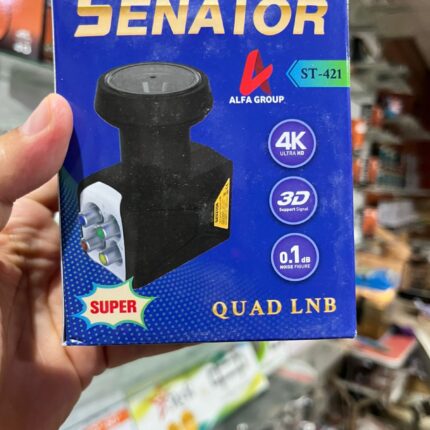 SENATOR
ALFA GROUP
ST-421
4K
ULTRA HD
3D
Support Signal
0.1 dB
NOISE FIGURE
SUPER
QUAD LNB